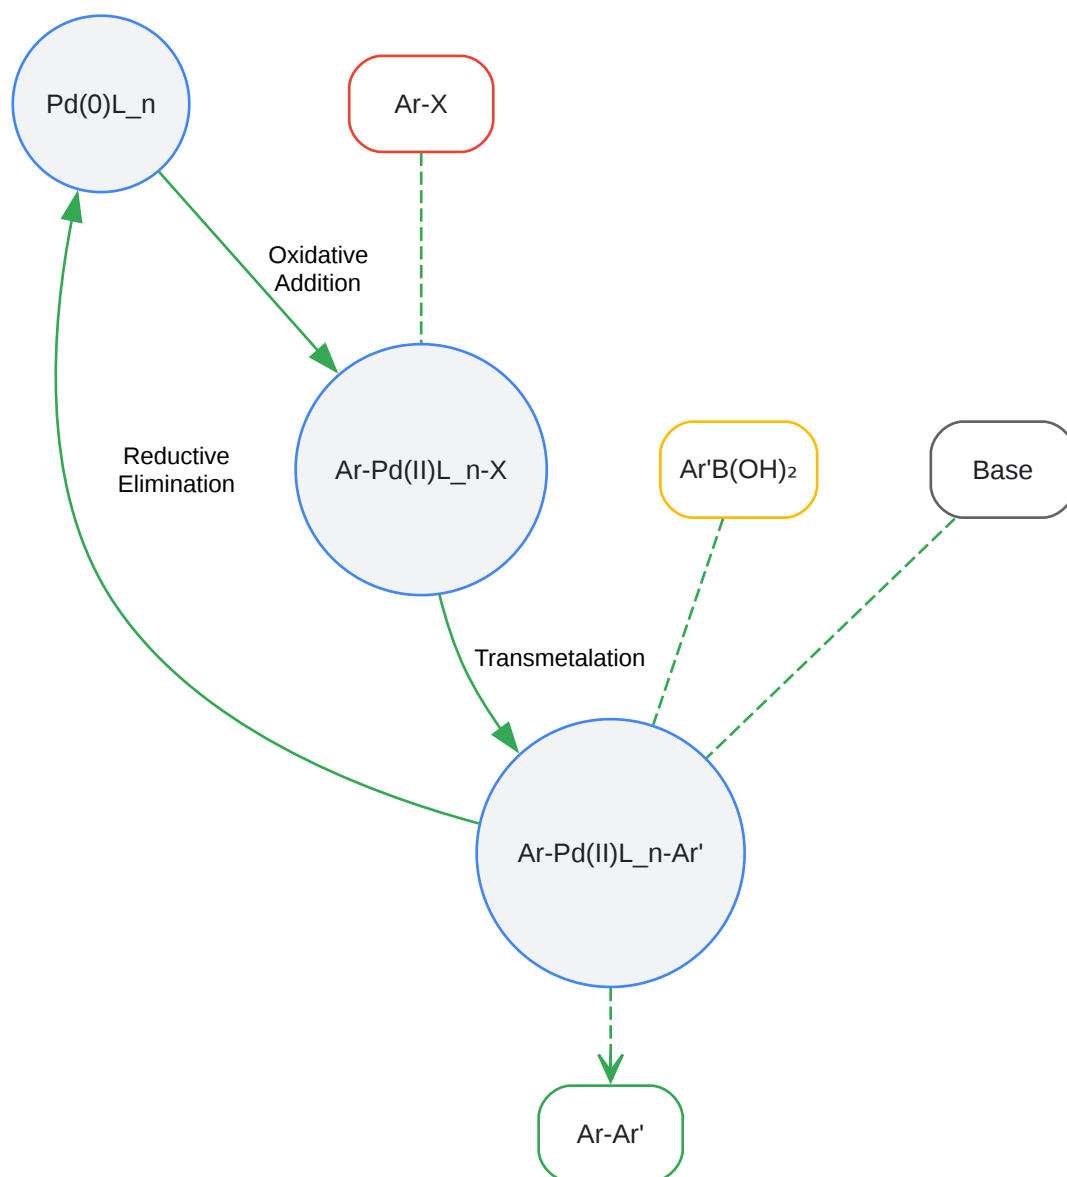 Pd(0)L_n
Ar-X
Oxidative
Addition
Reductive
Elimination
Ar-Pd(II)L_n-X
Ar'B(OH)₂
Base
Transmetalation
Ar-Pd(II)L_n-Ar'
Ar-Ar'